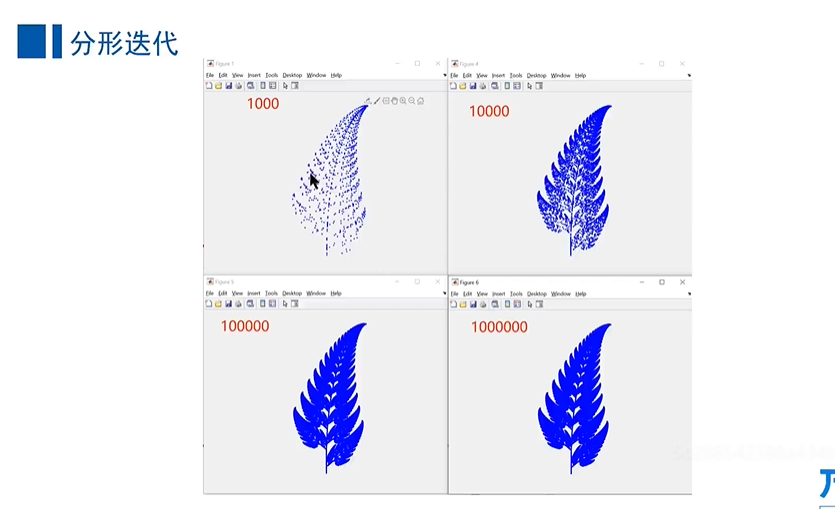 分形迭代
Figure 1
File Edit View Insert Tools Desktop Window Help
1000
Figure 4
File Edit View Insert Tools Desktop Window Help
10000
Figure 5
File Edit View Insert Tools Desktop Window Help
100000
Figure 6
File Edit View Insert Tools Desktop Window Help
1000000